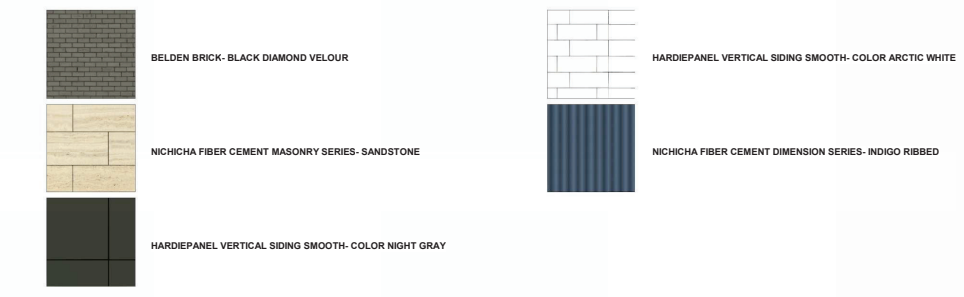 BELDEN BRICK- BLACK DIAMOND VELOUR
NICHICHA FIBER CEMENT MASONRY SERIES- SANDSTONE
HARDIEPANEL VERTICAL SIDING SMOOTH- COLOR NIGHT GRAY
HARDIEPANEL VERTICAL SIDING SMOOTH- COLOR ARCTIC WHITE
NICHICHA FIBER CEMENT DIMENSION SERIES- INDIGO RIBBED